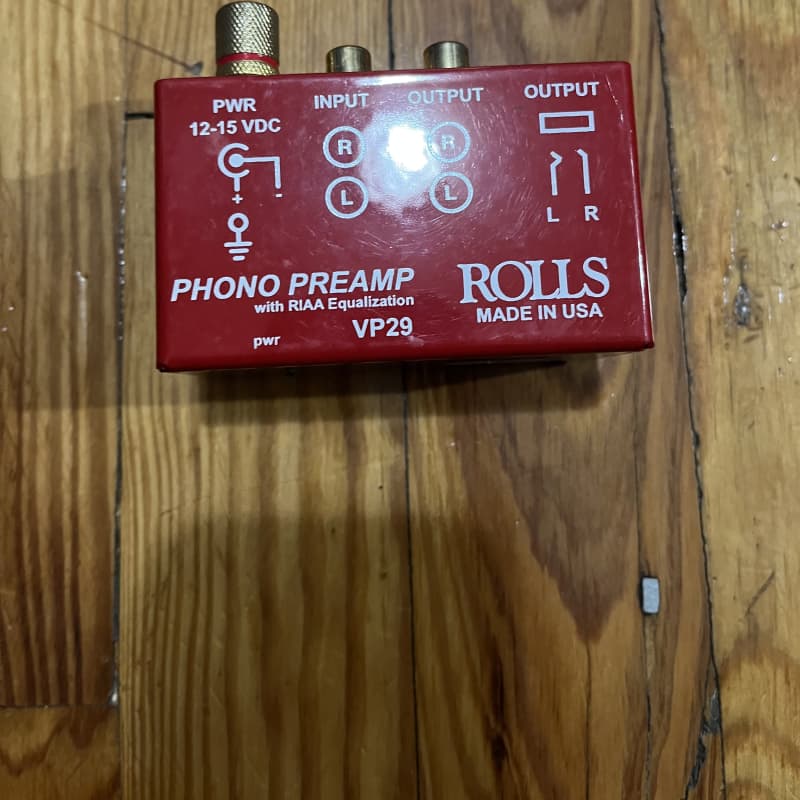 PWR
12-15 VDC
+ -
INPUT
R
L
OUTPUT
R
L
OUTPUT
L R
PHONO PREAMP
with RIAA Equalization
VP29
pwr
ROLLS
MADE IN USA